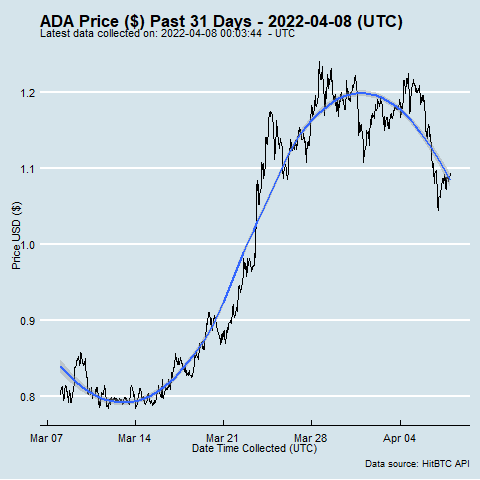 ADA Price ($) Past 31 Days - 2022-04-08 (UTC)
Latest data collected on: 2022-04-08 00:03:44  - UTC
1.2
1.1
1.0
0.9
0.8
Price USD ($)
Mar 07 Mar 14 Mar 21 Mar 28 Apr 04
Date Time Collected (UTC)
Data source: HitBTC API